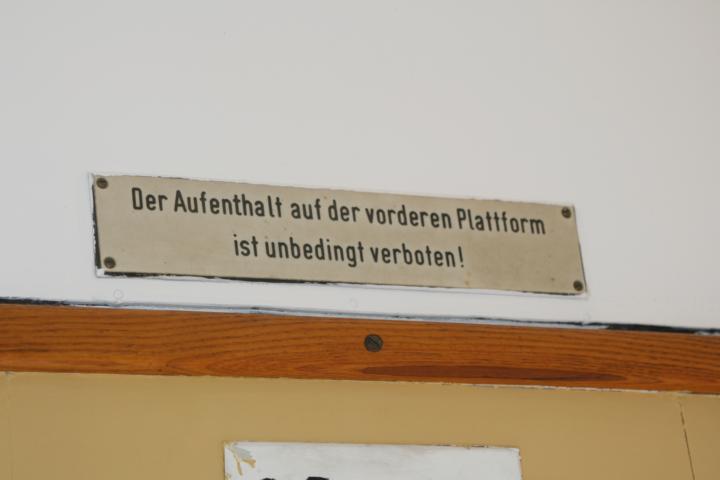 Der Aufenthalt auf der vorderen Plattform
ist unbedingt verboten!